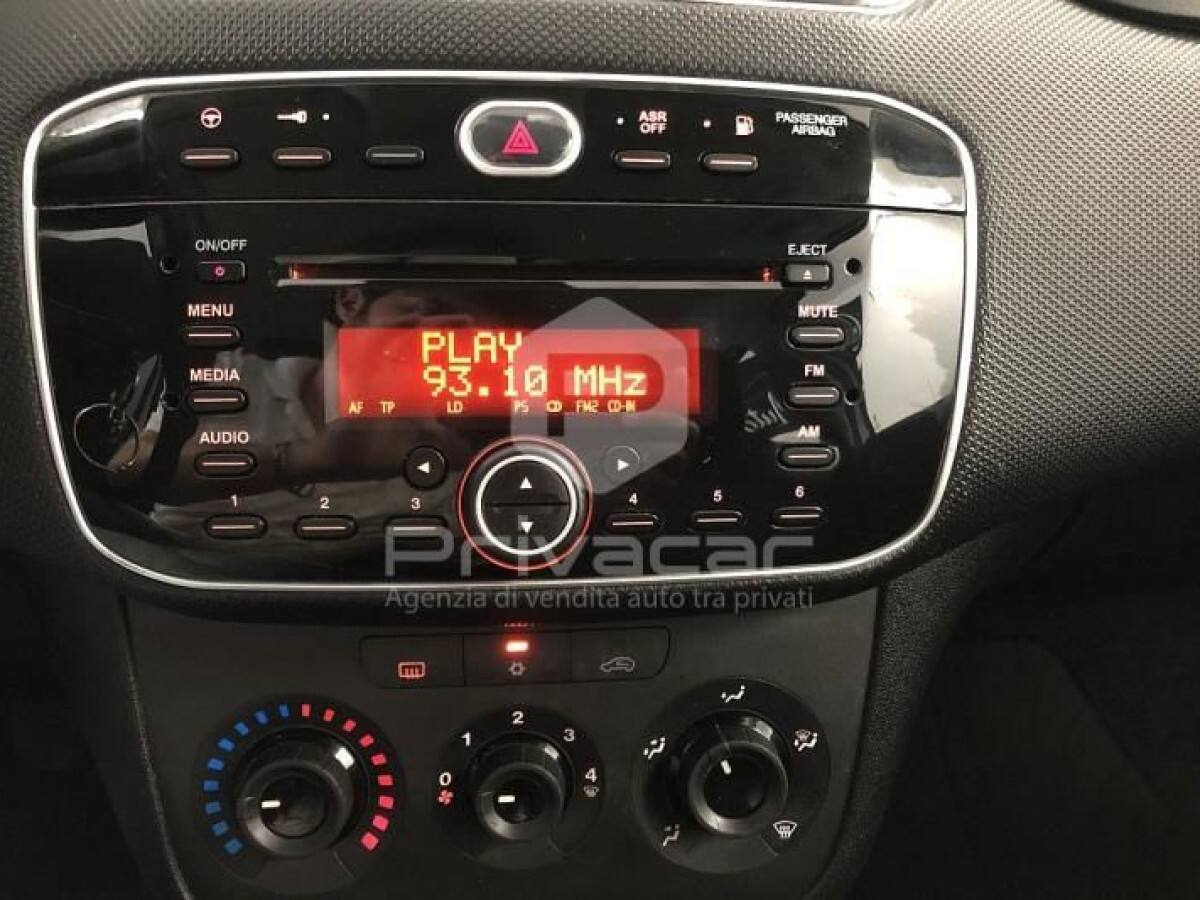 ASR
OFF
PASSENGER
AIRBAG
ON/OFF
EJECT
MENU
MUTE
PLAY
93.10 MHz
MEDIA
FM
AF TP LD PS CD FM2 CD-IN
AUDIO
AM
1 2 3 4 5 6
Privacar
Agenzia di vendita auto tra privati
0 1 2 3 4